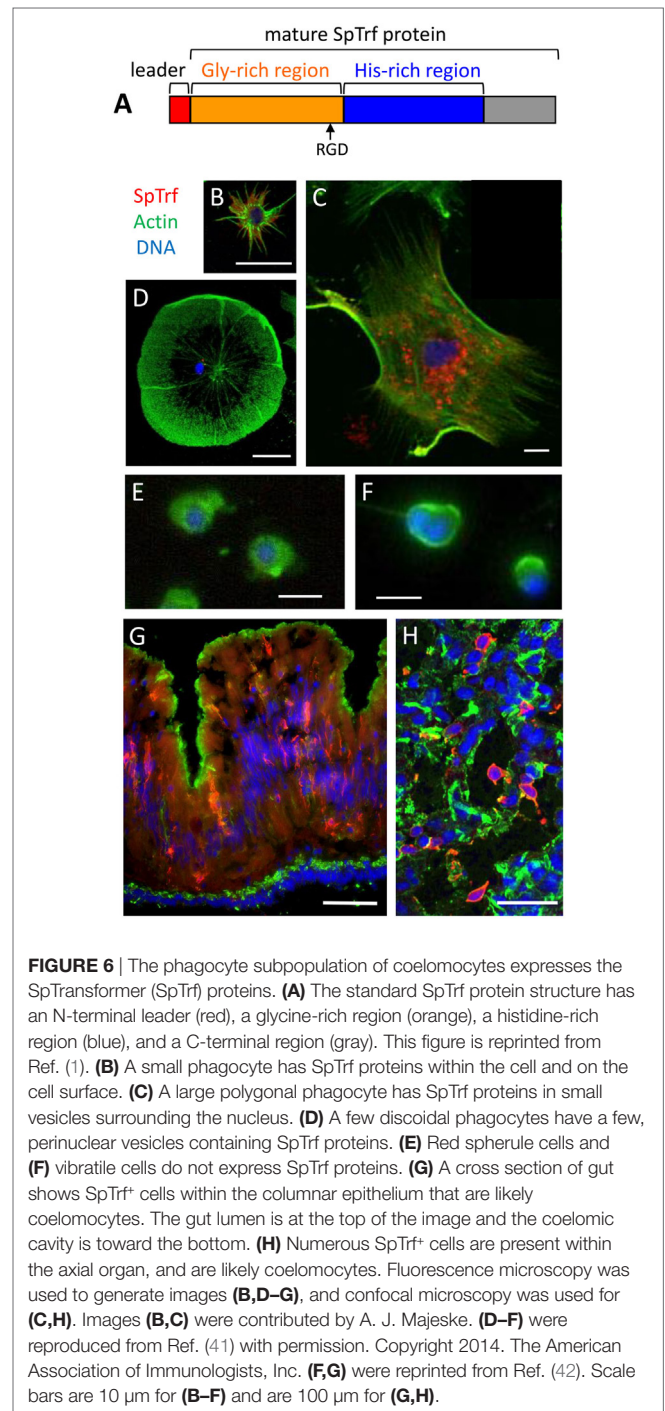 mature SpTrf protein
leader
Gly-rich region
His-rich region
A
RGD
SpTrf
Actin
DNA
B
C
D
E
F
G
H
FIGURE 6 | The phagocyte subpopulation of coelomocytes expresses the
SpTransformer (SpTrf) proteins. (A) The standard SpTrf protein structure has
an N-terminal leader (red), a glycine-rich region (orange), a histidine-rich
region (blue), and a C-terminal region (gray). This figure is reprinted from
Ref. (1). (B) A small phagocyte has SpTrf proteins within the cell and on the
cell surface. (C) A large polygonal phagocyte has SpTrf proteins in small
vesicles surrounding the nucleus. (D) A few discoidal phagocytes have a few,
perinuclear vesicles containing SpTrf proteins. (E) Red spherule cells and
(F) vibratile cells do not express SpTrf proteins. (G) A cross section of gut
shows SpTrf⁺ cells within the columnar epithelium that are likely
coelomocytes. The gut lumen is at the top of the image and the coelomic
cavity is toward the bottom. (H) Numerous SpTrf⁺ cells are present within
the axial organ, and are likely coelomocytes. Fluorescence microscopy was
used to generate images (B,D–G), and confocal microscopy was used for
(C,H). Images (B,C) were contributed by A. J. Majeske. (D–F) were
reproduced from Ref. (41) with permission. Copyright 2014. The American
Association of Immunologists, Inc. (F,G) were reprinted from Ref. (42). Scale
bars are 10 µm for (B–F) and are 100 µm for (G,H).